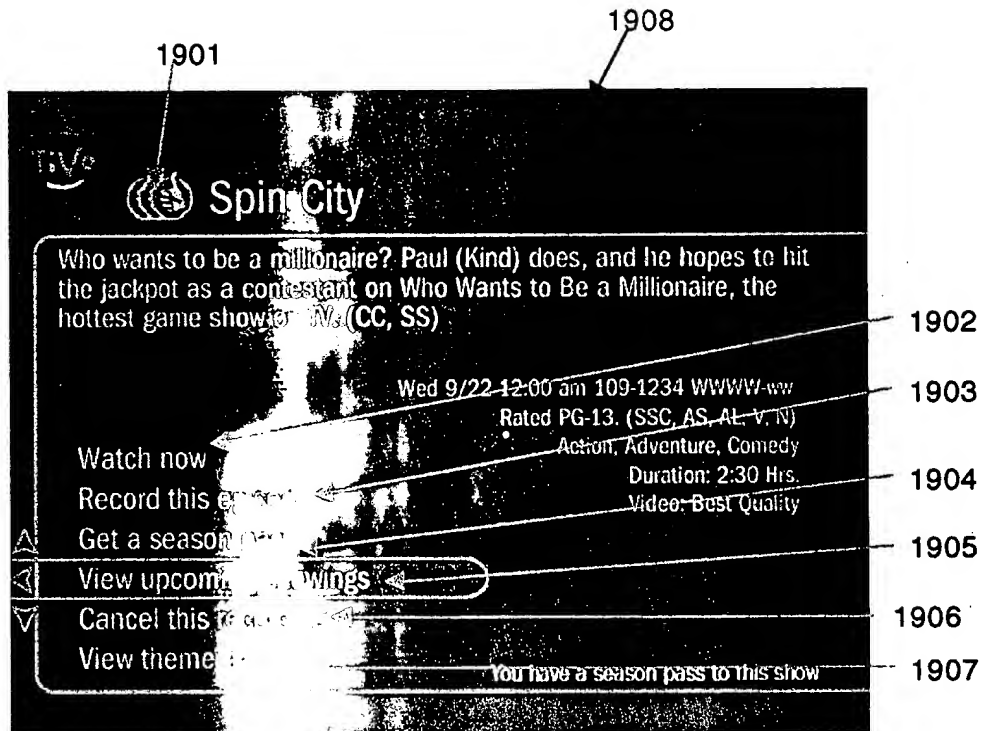 1908
1901
TiVo
Spin City
Who wants to be a millionaire? Paul (Kind) does, and he hopes to hit
the jackpot as a contestant on Who Wants to Be a Millionaire, the
hottest game show on TV. (CC, SS)
1902
Wed 9/22 12:00 am 109-1234 WWWW-ww
1903
Rated PG-13. (SSC, AS, AL, V, N)
Action, Adventure, Comedy
Watch now
Duration: 2:30 Hrs.
1904
Record this
Video: Best Quality
Get a season
1905
View upcoming showings
Cancel this
1906
View theme
You have a season pass to this show
1907